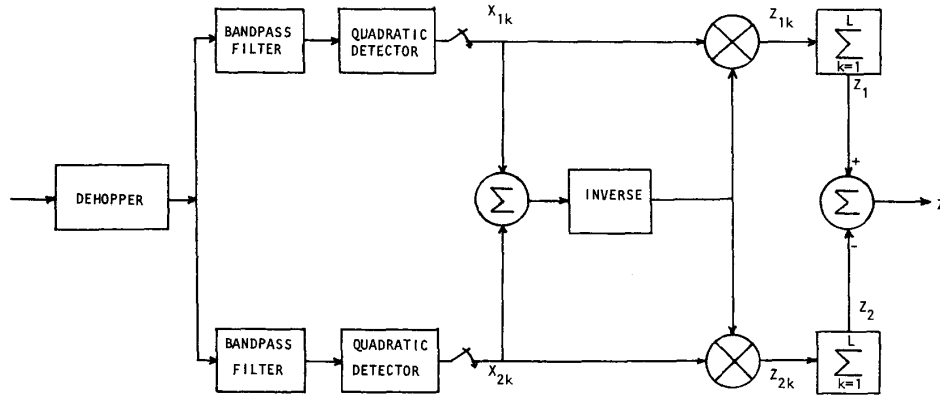 BANDPASS
FILTER
QUADRATIC
DETECTOR
X1k
Z1k
L
∑
k=1
Z1
DEHOPPER
∑
INVERSE
+
∑
Z
-
Z2
BANDPASS
FILTER
QUADRATIC
DETECTOR
X2k
Z2k
L
∑
k=1